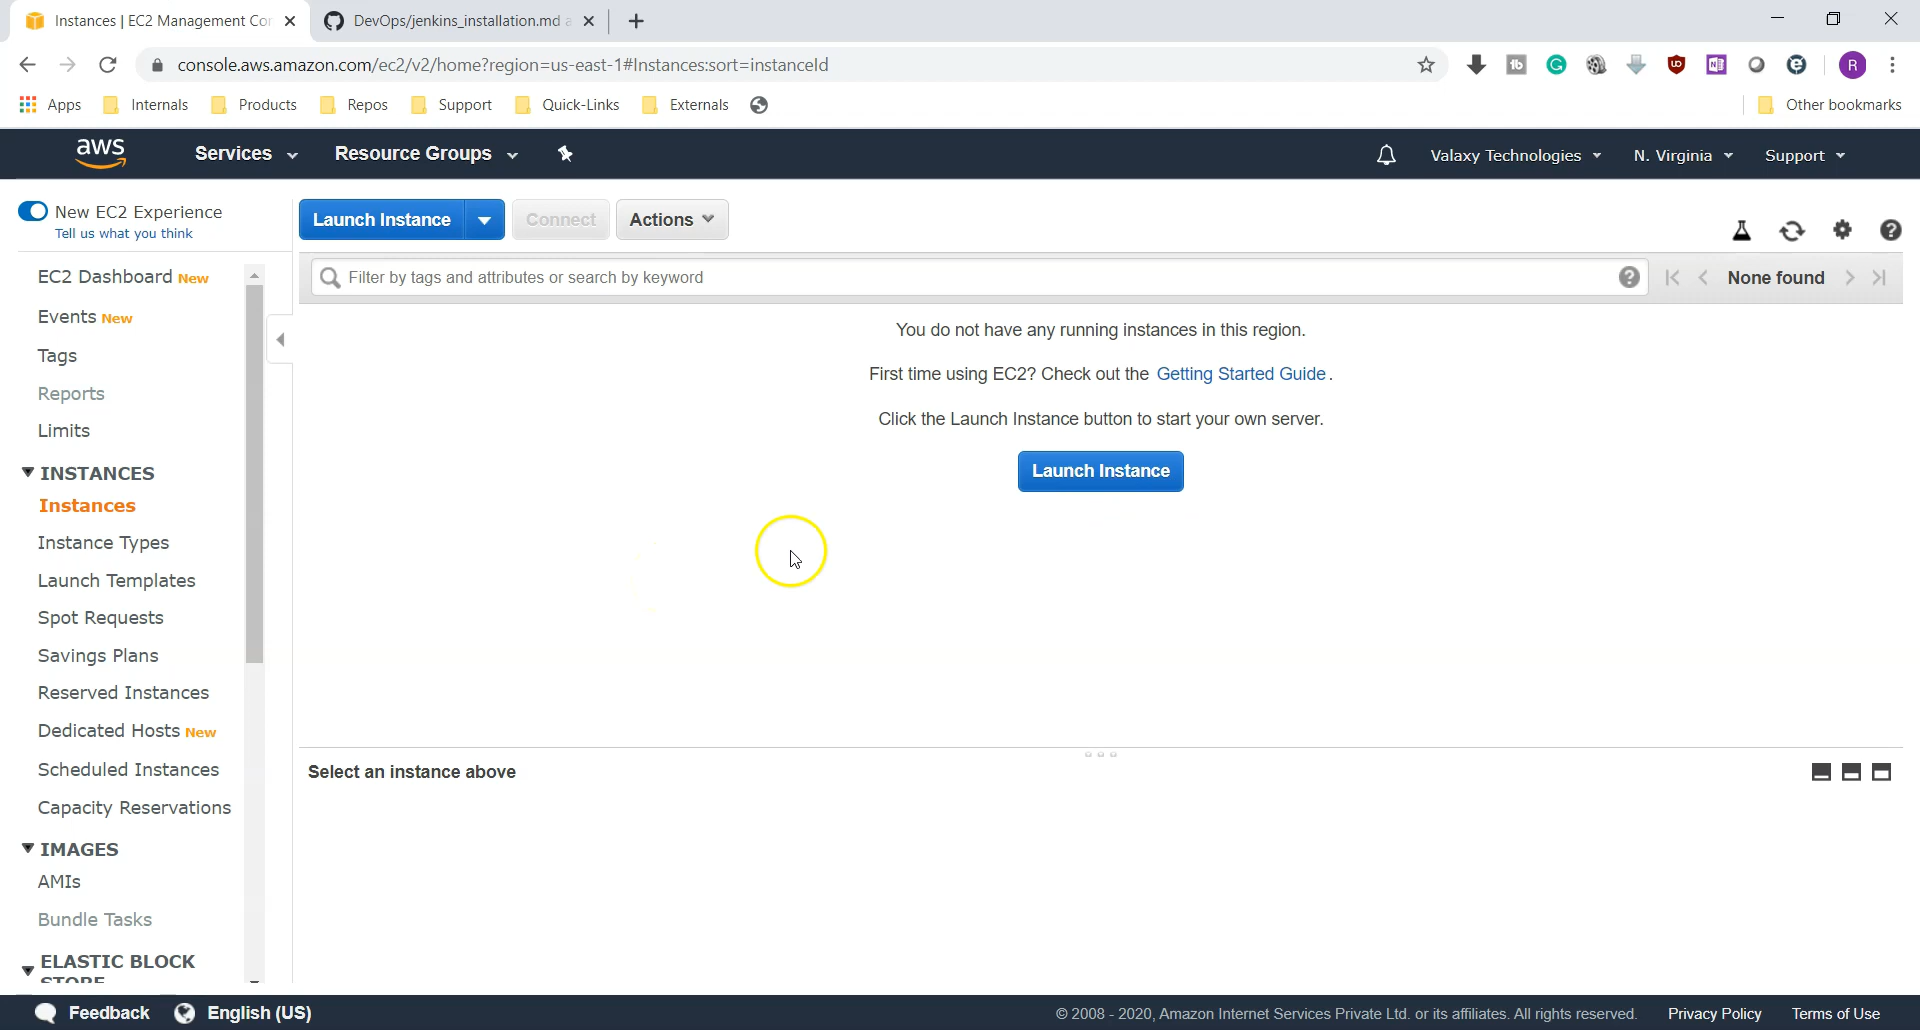 Instances | EC2 Management Co
DevOps/jenkins_installation.md a
console.aws.amazon.com/ec2/v2/home?region=us-east-1#Instances:sort=instanceId
Apps Internals Products Repos Support Quick-Links Externals Other bookmarks
aws Services Resource Groups Valaxy Technologies N. Virginia Support
New EC2 Experience
Tell us what you think
Launch Instance Connect Actions
Filter by tags and attributes or search by keyword
None found
EC2 Dashboard New
Events New
Tags
Reports
Limits
INSTANCES
Instances
Instance Types
Launch Templates
Spot Requests
Savings Plans
Reserved Instances
Dedicated Hosts New
Scheduled Instances
Capacity Reservations
IMAGES
AMIs
Bundle Tasks
ELASTIC BLOCK
STORE
You do not have any running instances in this region.
First time using EC2? Check out the Getting Started Guide.
Click the Launch Instance button to start your own server.
Launch Instance
Select an instance above
Feedback English (US)
© 2008 - 2020, Amazon Internet Services Private Ltd. or its affiliates. All rights reserved. Privacy Policy Terms of Use